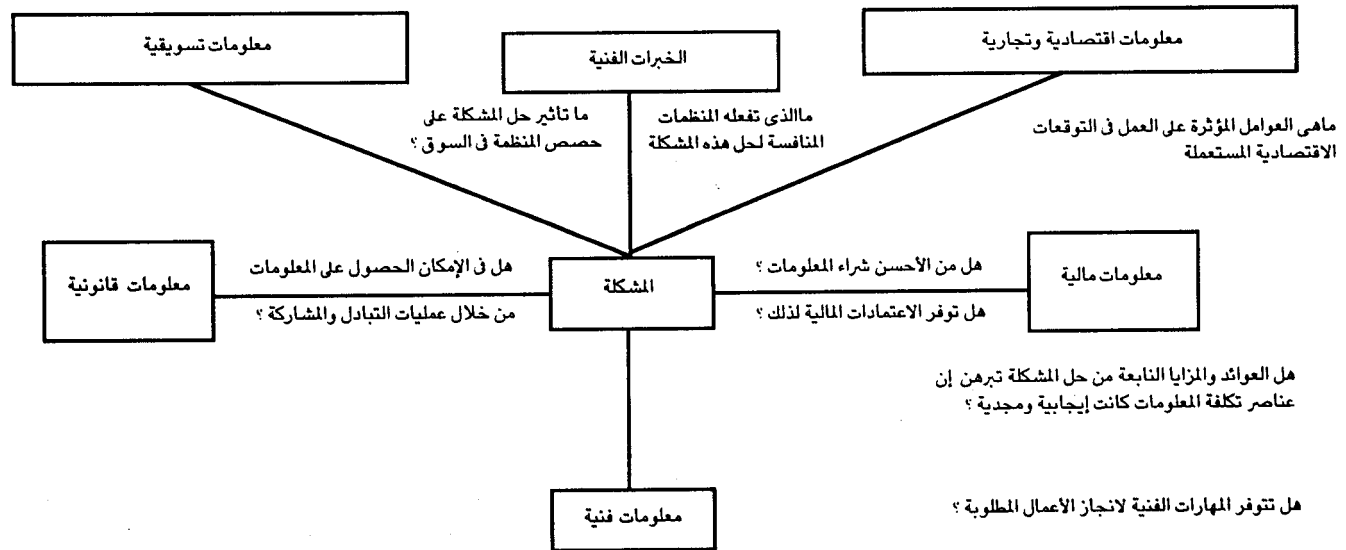 معلومات اقتصادية وتجارية
الخبرات الفنية
معلومات تسويقية
ماهى العوامل المؤثرة على العمل فى التوقعات
الاقتصادية المستعملة
ماالذى تفعله المنظمات
المنافسة لحل هذه المشكلة
ما تأثير حل المشكلة على
حصص المنظمة فى السوق ؟
معلومات مالية
هل من الأحسن شراء المعلومات ؟
هل توفر الاعتمادات المالية لذلك ؟
المشكلة
هل فى الإمكان الحصول على المعلومات
من خلال عمليات التبادل والمشاركة ؟
معلومات قانونية
هل العوائد والمزايا النابعة من حل المشكلة تبرهن إن
عناصر تكلفة المعلومات كانت إيجابية ومجدية ؟
هل تتوفر المهارات الفنية لانجاز الأعمال المطلوبة ؟
معلومات فنية